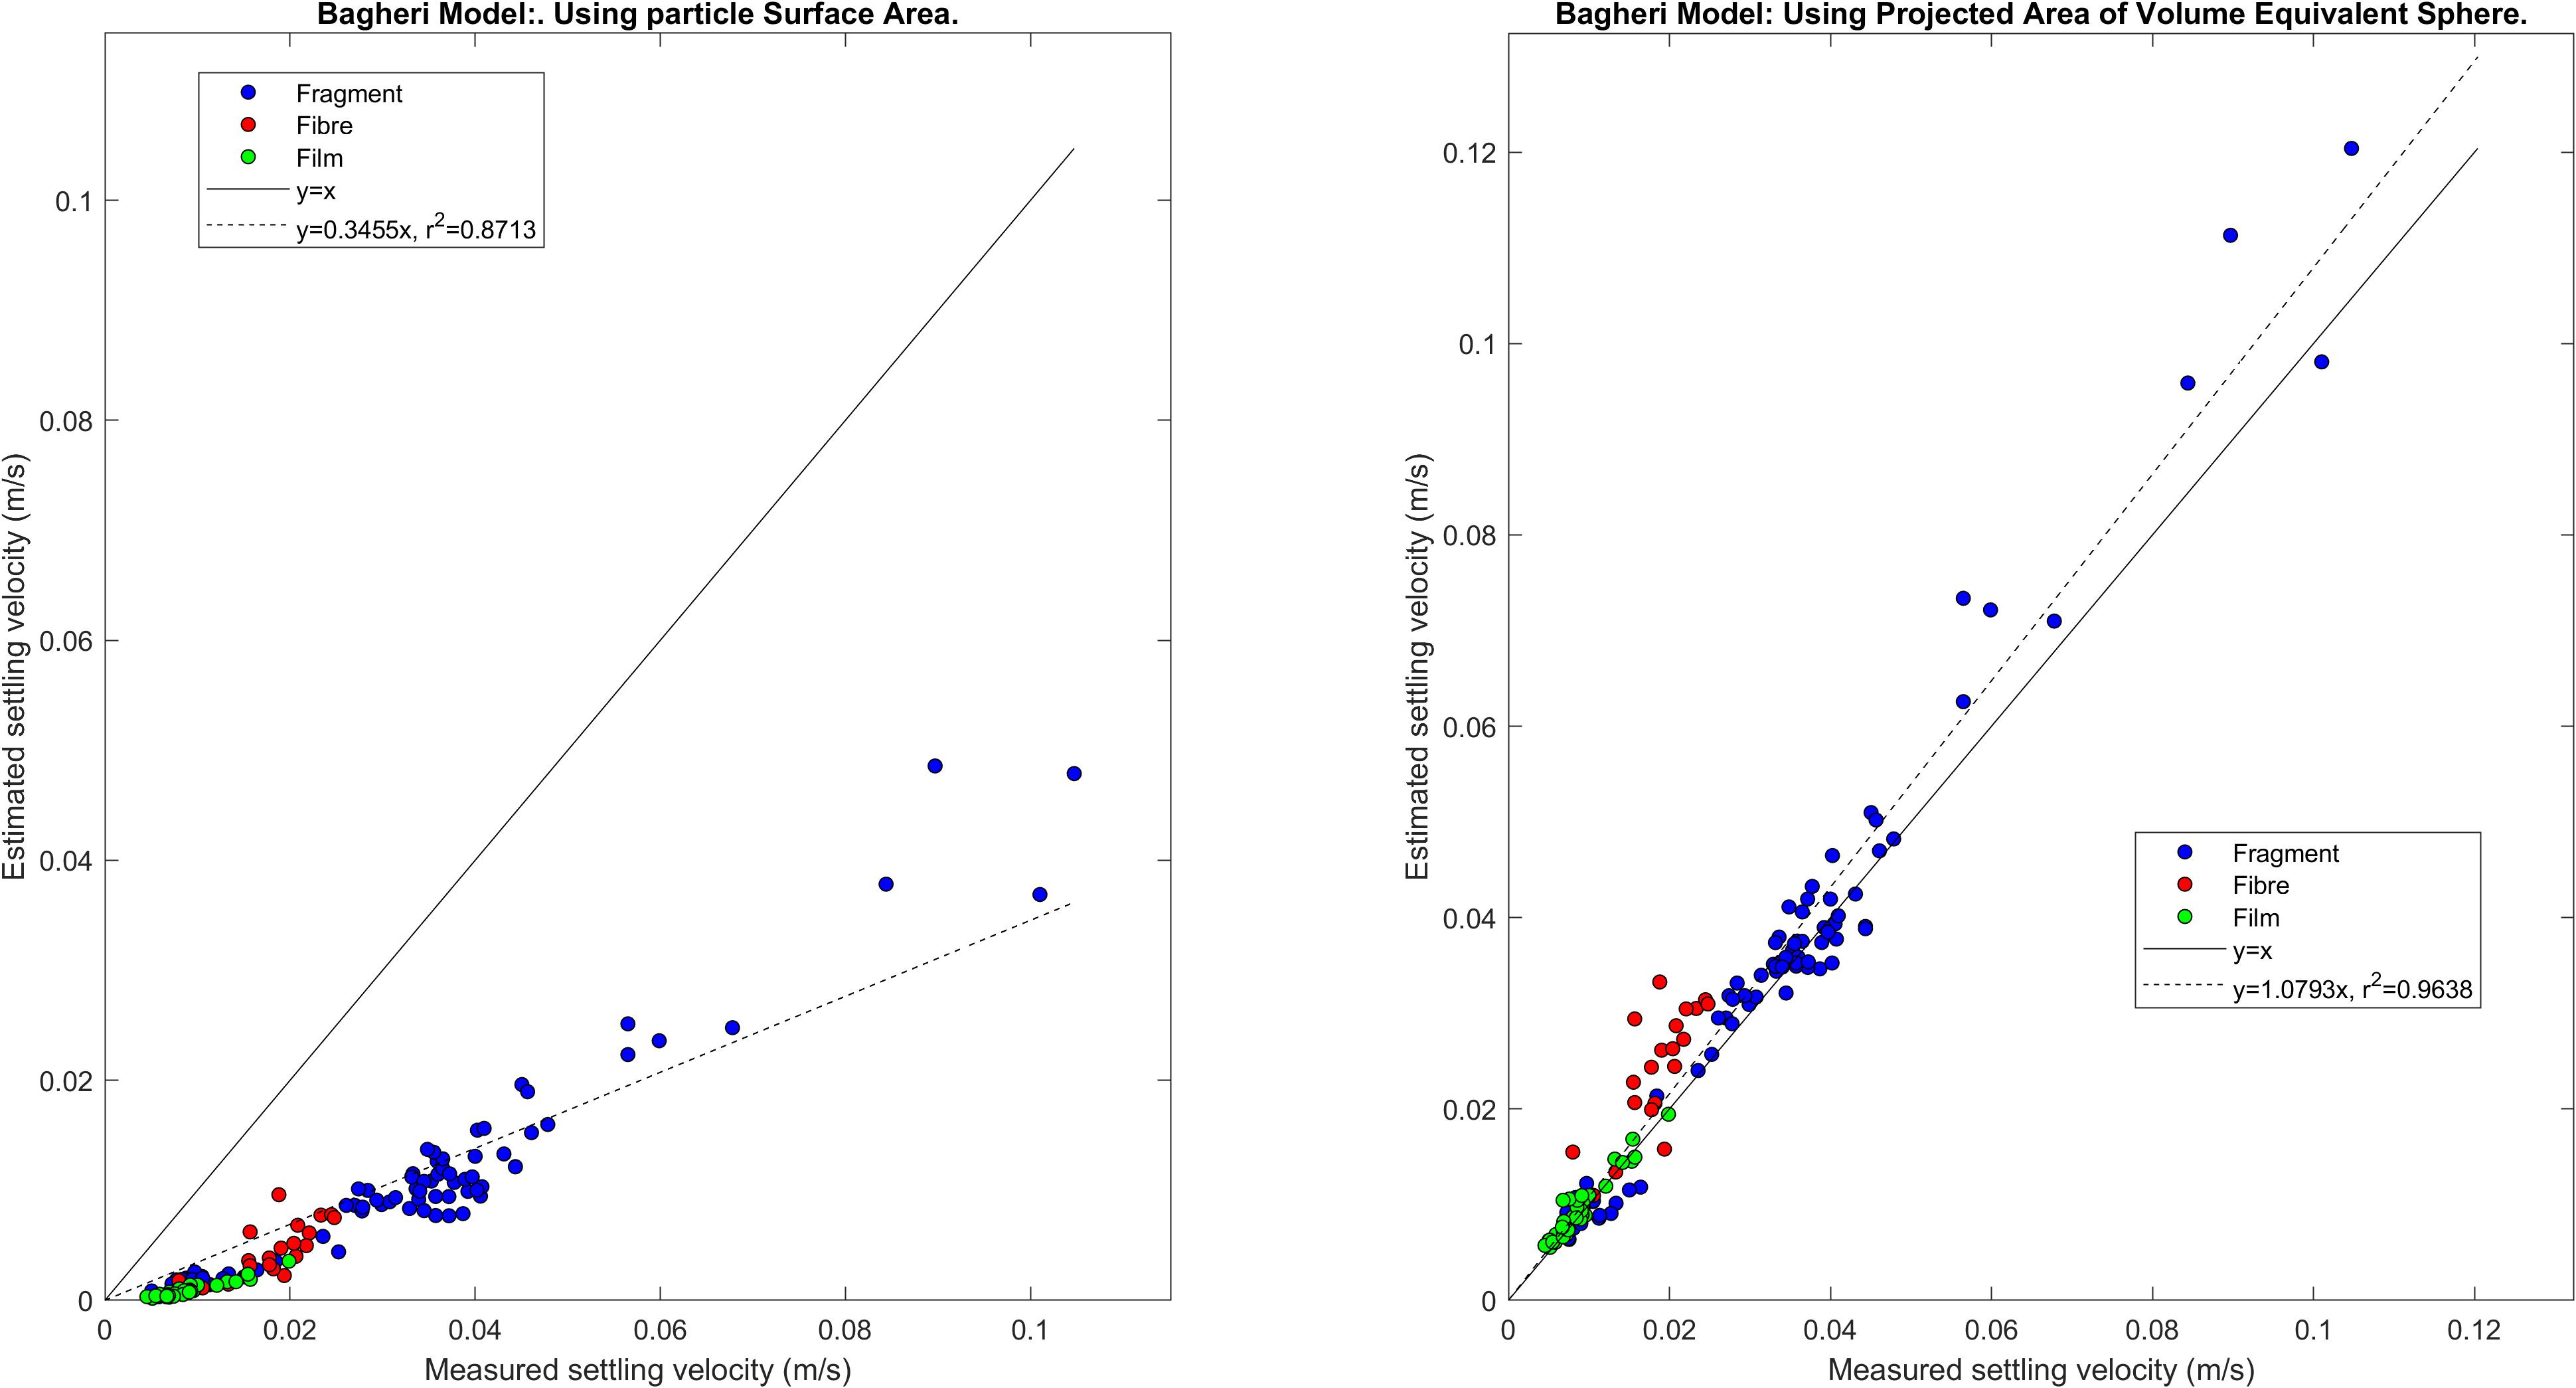 Bagheri Model:. Using particle Surface Area.
Fragment
Fibre
Film
y=x
y=0.3455x, r²=0.8713
0.1
0.08
0.06
0.04
0.02
0
0
0.02
0.04
0.06
0.08
0.1
Estimated settling velocity (m/s)
Measured settling velocity (m/s)
Bagheri Model: Using Projected Area of Volume Equivalent Sphere.
0.12
0.1
0.08
0.06
0.04
0.02
0
0
0.02
0.04
0.06
0.08
0.1
0.12
Estimated settling velocity (m/s)
Measured settling velocity (m/s)
Fragment
Fibre
Film
y=x
y=1.0793x, r²=0.9638